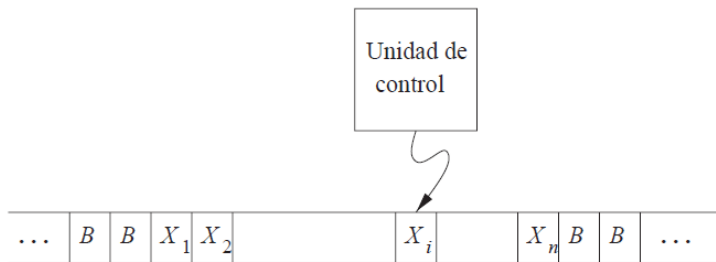 Unidad de
control
... B B X1 X2 Xi Xn B B ...